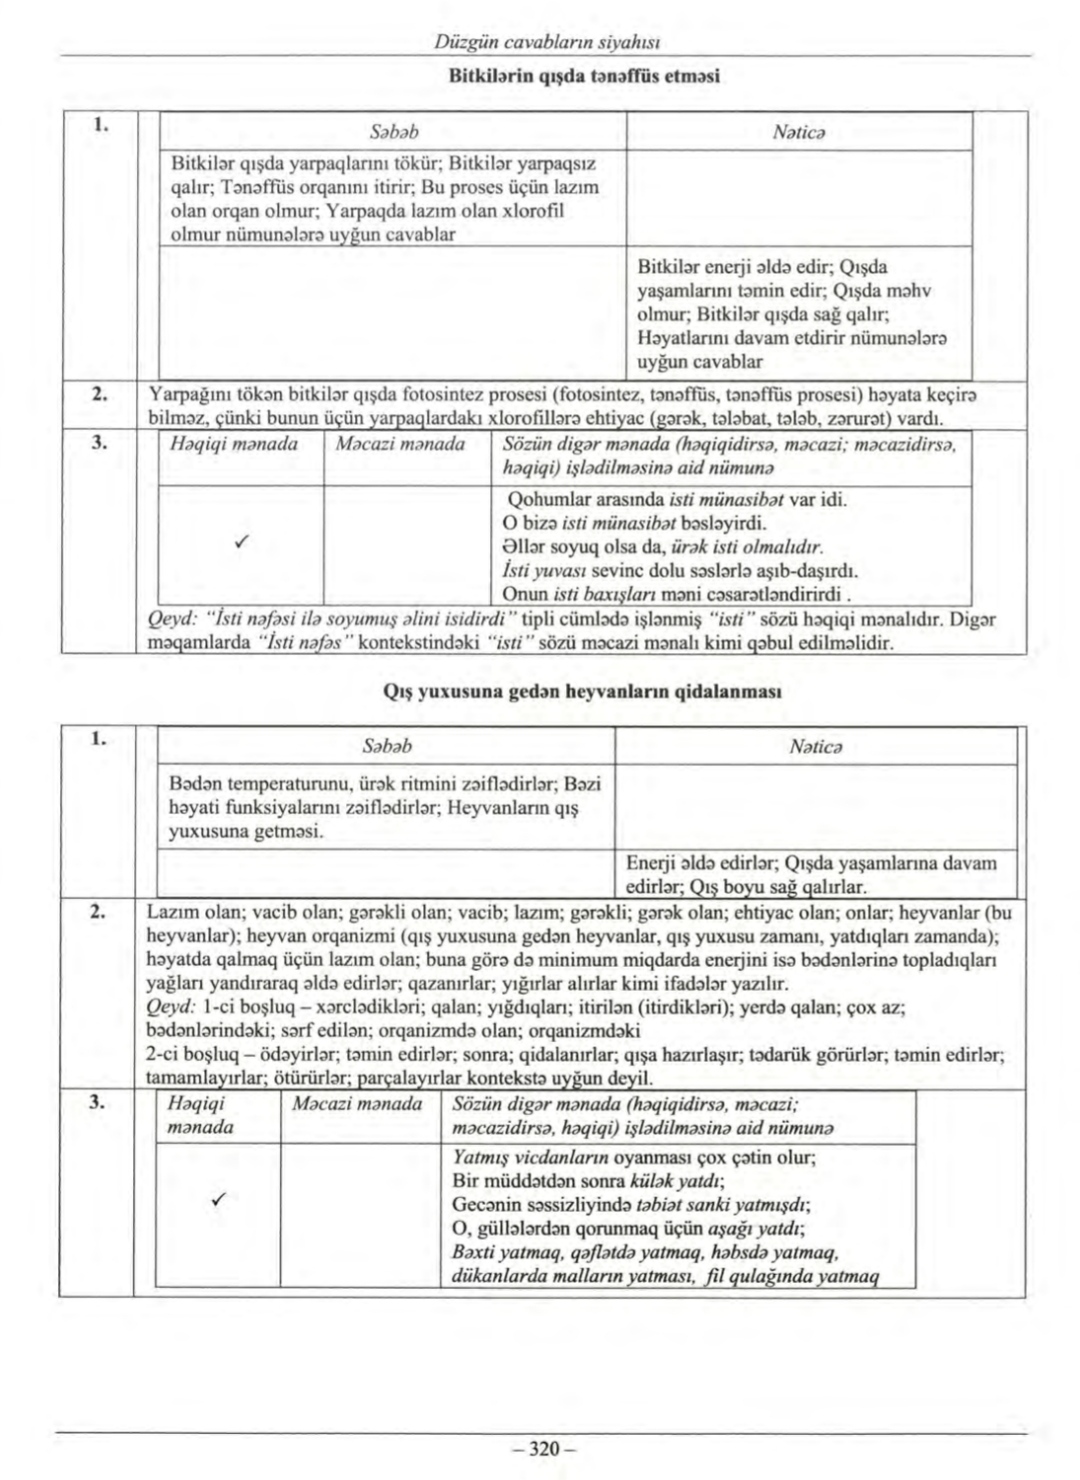 Düzgün cavabların siyahısı
Bitkilərin qışda tənəffüs etməsi
1.
Səbəb
Nəticə
Bitkilər qışda yarpaqlarını tökür; Bitkilər yarpaqsız
qalır; Tənəffüs orqanını itirir; Bu proses üçün lazım
olan orqan olmur; Yarpaqda lazım olan xlorofil
olmur nümunələrə uyğun cavablar
Bitkilər enerji əldə edir; Qışda
yaşamlarını təmin edir; Qışda məhv
olmur; Bitkilər qışda sağ qalır;
Həyatlarını davam etdirir nümunələrə
uyğun cavablar
2.
Yarpağını tökən bitkilər qışda fotosintez prosesi (fotosintez, tənəffüs, tənəffüs prosesi) həyata keçirə
bilməz, çünki bunun üçün yarpaqlardakı xlorofillərə ehtiyac (gərək, tələbat, tələb, zərurət) vardı.
3.
Həqiqi mənada
Məcazi mənada
Sözün digər mənada (həqiqidirsə, məcazi; məcazidirsə,
həqiqi) işlədilməsinə aid nümunə
✓
Qohumlar arasında isti münasibət var idi.
O bizə isti münasibət bəsləyirdi.
Əllər soyuq olsa da, ürək isti olmalıdır.
İsti yuvası sevinc dolu səslərlə aşıb-daşırdı.
Onun isti baxışları məni cəsarətləndirirdi .
Qeyd: "İsti nəfəsi ilə soyumuş əlini isidirdi" tipli cümlədə işlənmiş "isti" sözü həqiqi mənalıdır. Digər
məqamlarda "İsti nəfəs" kontekstindəki "isti" sözü məcazi mənalı kimi qəbul edilməlidir.
Qış yuxusuna gedən heyvanların qidalanması
1.
Səbəb
Nəticə
Bədən temperaturunu, ürək ritmini zəiflədirlər; Bəzi
həyati funksiyalarını zəiflədirlər; Heyvanların qış
yuxusuna getməsi.
Enerji əldə edirlər; Qışda yaşamlarına davam
edirlər; Qış boyu sağ qalırlar.
2.
Lazım olan; vacib olan; gərəkli olan; vacib; lazım; gərəkli; gərək olan; ehtiyac olan; onlar; heyvanlar (bu
heyvanlar); heyvan orqanizmi (qış yuxusuna gedən heyvanlar, qış yuxusu zamanı, yatdıqları zamanda);
həyatda qalmaq üçün lazım olan; buna görə də minimum miqdarda enerjini isə bədənlərinə topladıqları
yağları yandıraraq əldə edirlər; qazanırlar; yığırlar alırlar kimi ifadələr yazılır.
Qeyd: 1-ci boşluq – xərclədikləri; qalan; yığdıqları; itirilən (itirdikləri); yerdə qalan; çox az;
bədənlərindəki; sərf edilən; orqanizmdə olan; orqanizmdəki
2-ci boşluq – ödəyirlər; təmin edirlər; sonra; qidalanırlar; qışa hazırlaşır; tədarük görürlər; təmin edirlər;
tamamlayırlar; ötürürlər; parçalayırlar kontekstə uyğun deyil.
3.
Həqiqi
mənada
Məcazi mənada
Sözün digər mənada (həqiqidirsə, məcazi;
məcazidirsə, həqiqi) işlədilməsinə aid nümunə
✓
Yatmış vicdanların oyanması çox çətin olur;
Bir müddətdən sonra külək yatdı;
Gecənin səssizliyində təbiət sanki yatmışdı;
O, güllələrdən qorunmaq üçün aşağı yatdı;
Bəxti yatmaq, qəflətdə yatmaq, həbsdə yatmaq,
dükanlarda malların yatması, fil qulağında yatmaq
– 320 –